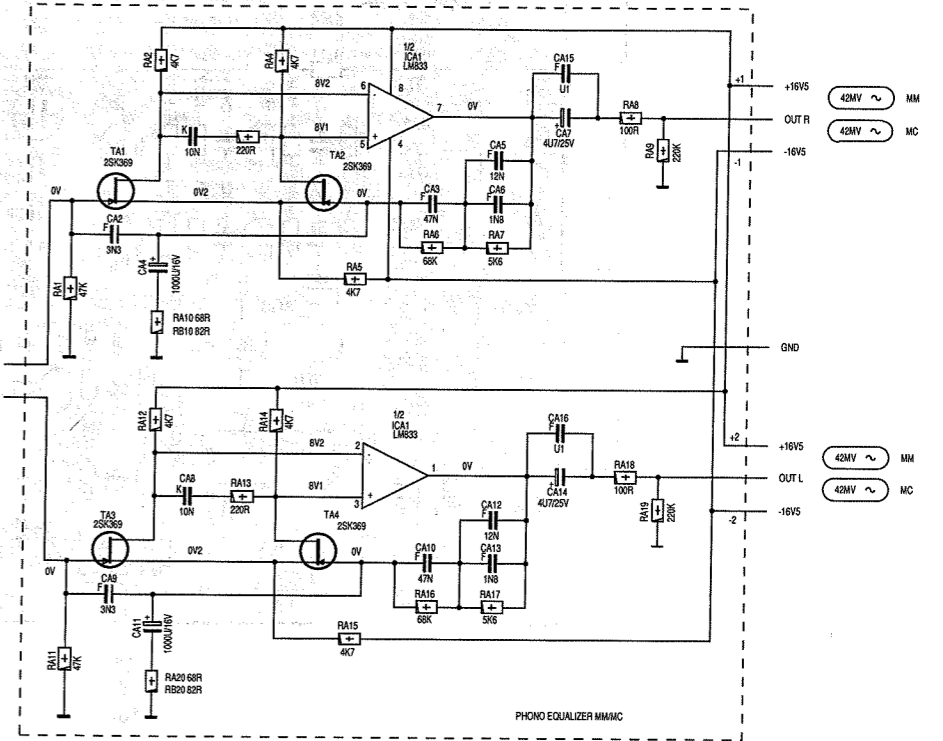 RA2
4K7
RA4
4K7
1/2
ICA1
LM833
CA15
F
U1
8V2
6
8
7
0V
RA8
100R
+1
+16V5
42MV ~
MM
OUT R
42MV ~
MC
-16V5
-1
K
10N
220R
8V1
5
+
4
CA7
4U7/25V
RA9
220K
TA1
2SK369
TA2
2SK369
CA5
F
12N
0V
0V2
0V
CA3
F
47N
CA6
F
1N8
CA2
F
3N3
RA6
68K
RA7
5K6
RA1
47K
CA4
1000U/16V
RA5
4K7
RA10 68R
RB10 82R
GND
RA12
4K7
RA14
4K7
1/2
ICA1
LM833
CA16
F
U1
8V2
2
1
0V
RA18
100R
+2
+16V5
42MV ~
MM
OUT L
42MV ~
MC
-16V5
-2
CA8
K
10N
RA13
220R
8V1
3
+
CA14
4U7/25V
RA19
220K
TA3
2SK369
TA4
2SK369
CA12
F
12N
0V
0V2
0V
CA10
F
47N
CA13
F
1N8
CA9
F
3N3
RA16
68K
RA17
5K6
RA11
47K
CA11
1000U/16V
RA15
4K7
RA20 68R
RB20 82R
PHONO EQUALIZER MM/MC